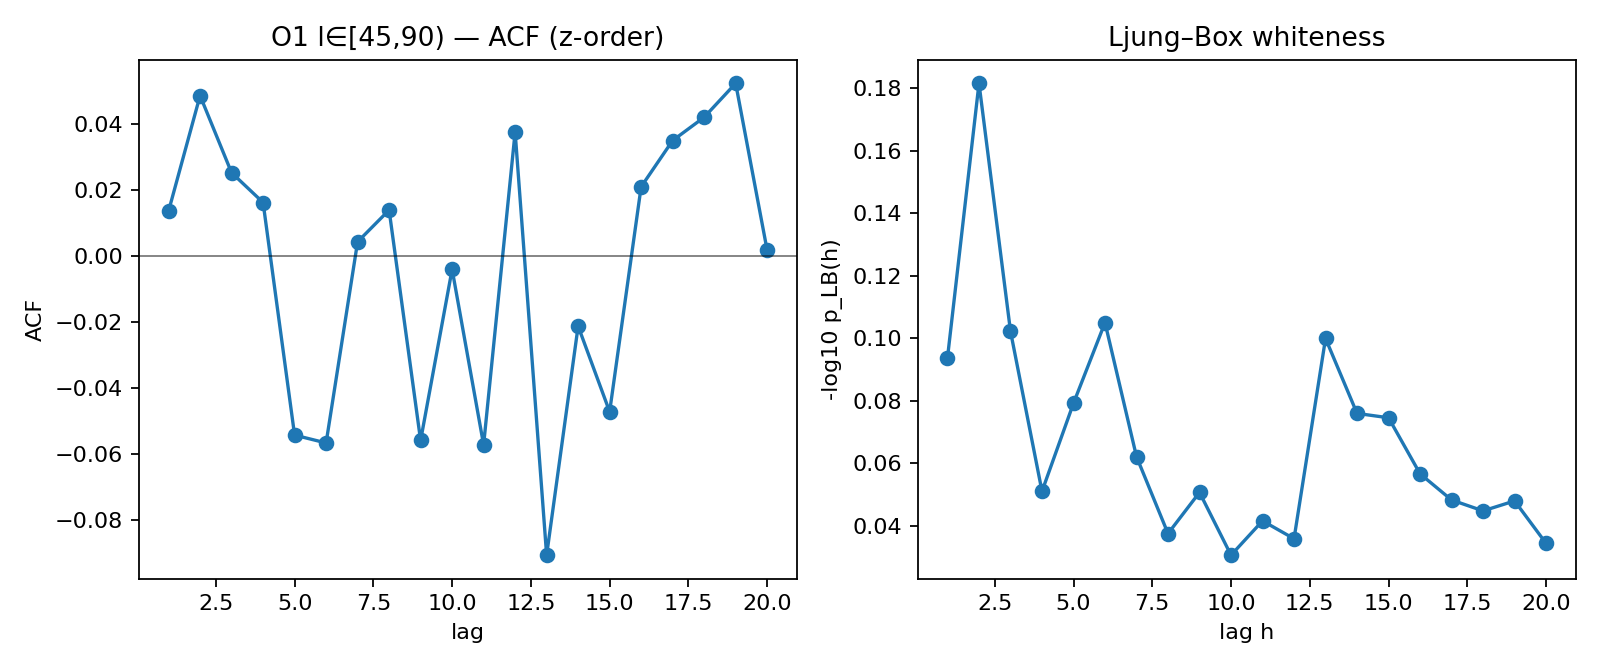 O1 l∈[45,90) — ACF (z-order)
ACF
0.04
0.02
0.00
−0.02
−0.04
−0.06
−0.08
2.5 5.0 7.5 10.0 12.5 15.0 17.5 20.0
lag
Ljung–Box whiteness
-log10 p_LB(h)
0.18
0.16
0.14
0.12
0.10
0.08
0.06
0.04
2.5 5.0 7.5 10.0 12.5 15.0 17.5 20.0
lag h